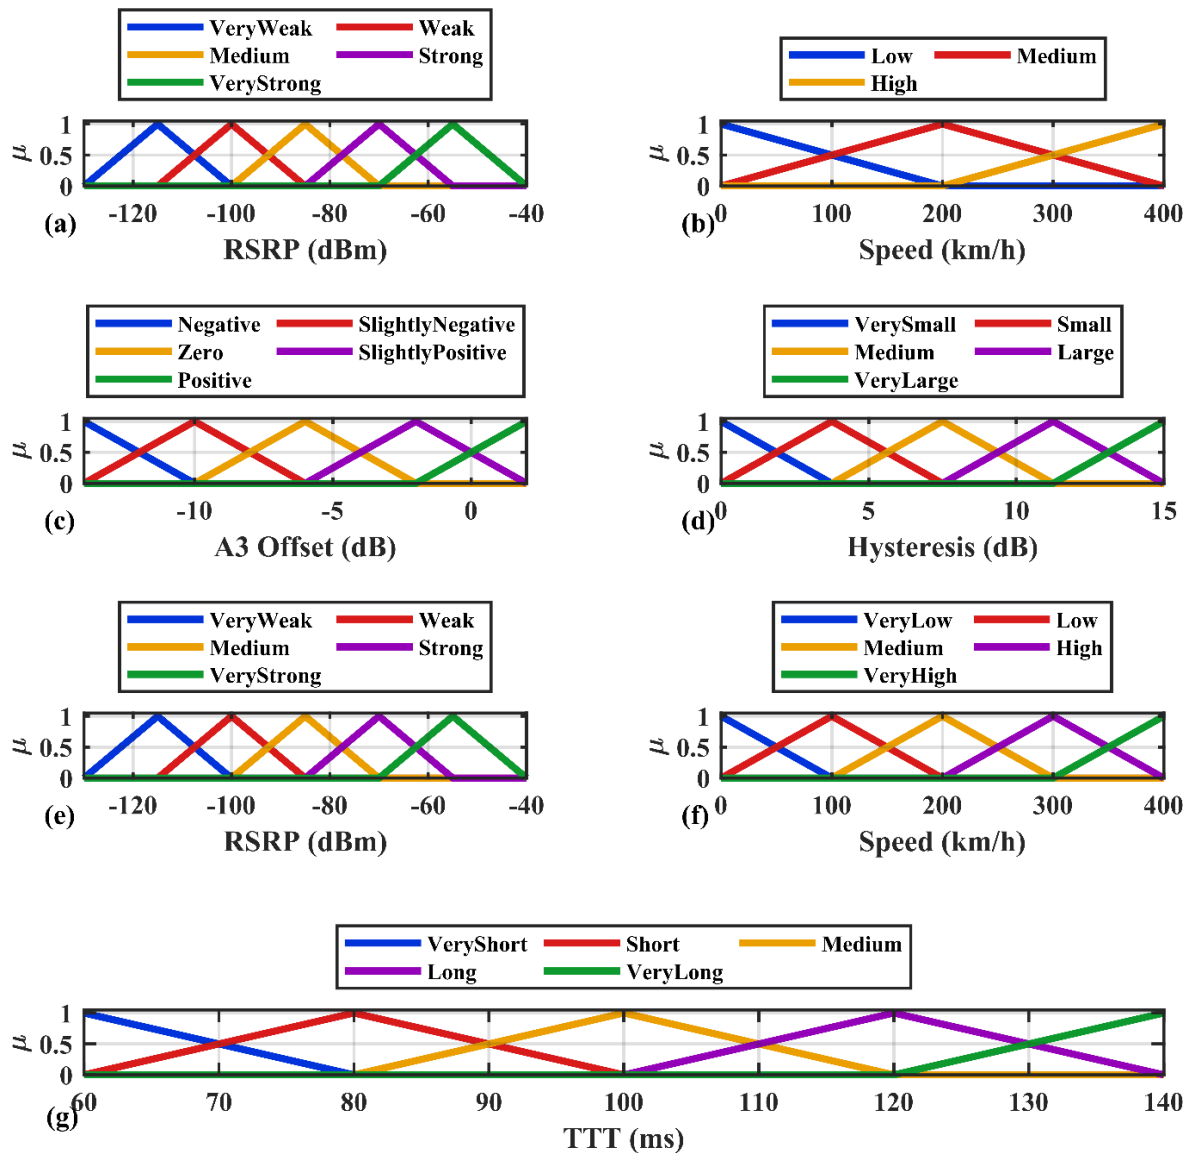 VeryWeak Weak
Medium Strong
VeryStrong
1
0.5
0
μ
-120 -100 -80 -60 -40
(a)
RSRP (dBm)
Low Medium
High
1
0.5
0
μ
0 100 200 300 400
(b)
Speed (km/h)
Negative SlightlyNegative
Zero SlightlyPositive
Positive
1
0.5
0
μ
-10 -5 0
(c)
A3 Offset (dB)
VerySmall Small
Medium Large
VeryLarge
1
0.5
0
μ
0 5 10 15
(d)
Hysteresis (dB)
VeryWeak Weak
Medium Strong
VeryStrong
1
0.5
0
μ
-120 -100 -80 -60 -40
(e)
RSRP (dBm)
VeryLow Low
Medium High
VeryHigh
1
0.5
0
μ
0 100 200 300 400
(f)
Speed (km/h)
VeryShort Short Medium
Long VeryLong
1
0.5
0
μ
60 70 80 90 100 110 120 130 140
(g)
TTT (ms)